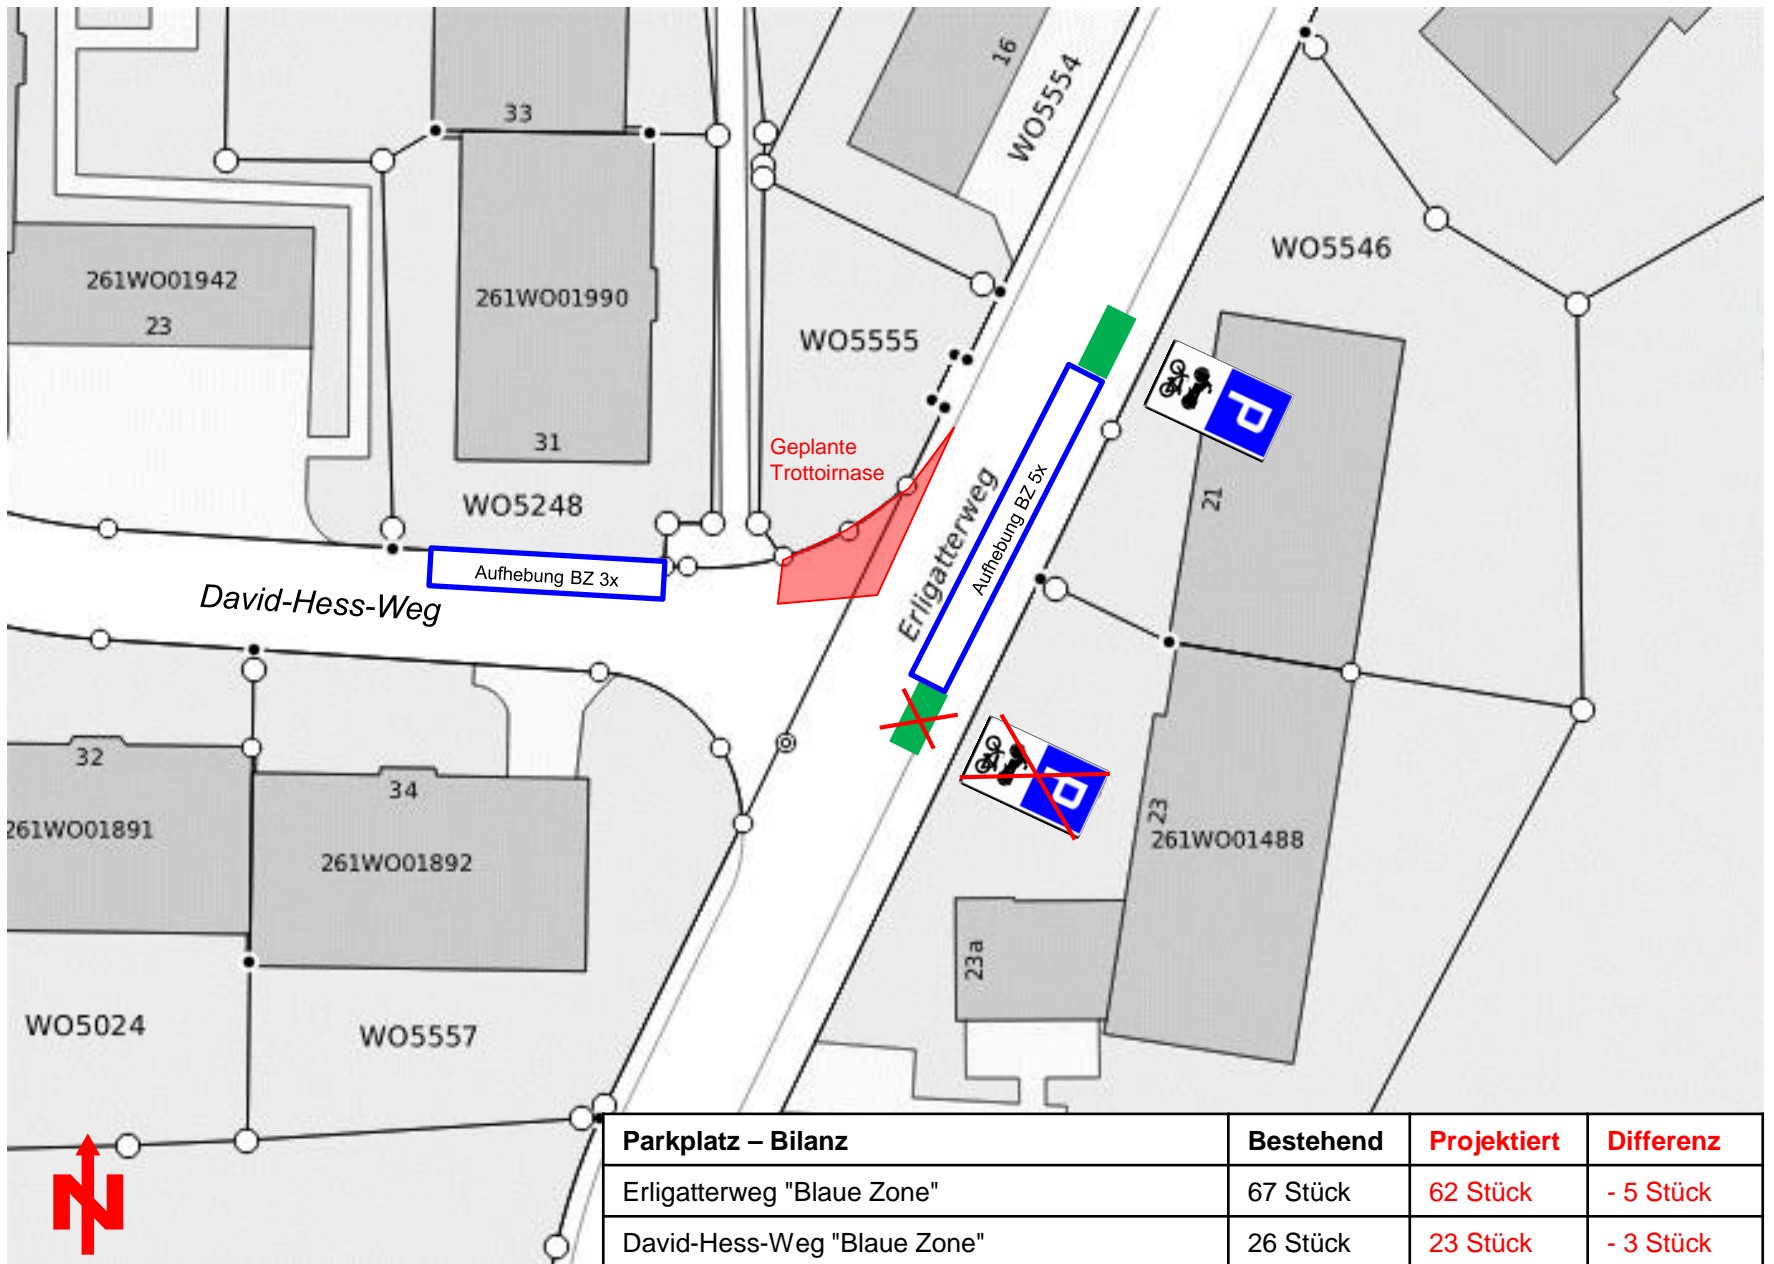 33
16
WO5554
WO5546
261WO01942
23
261WO01990
WO5555
31
Geplante
Trottoirnase
P
21
WO5248
Erligatterweg
Aufhebung BZ 5x
Aufhebung BZ 3x
David-Hess-Weg
P
32
34
23
261WO01891
261WO01892
261WO01488
23a
WO5024
WO5557
N
Parkplatz – Bilanz Bestehend Projektiert Differenz
Erligatterweg "Blaue Zone" 67 Stück 62 Stück - 5 Stück
David-Hess-Weg "Blaue Zone" 26 Stück 23 Stück - 3 Stück